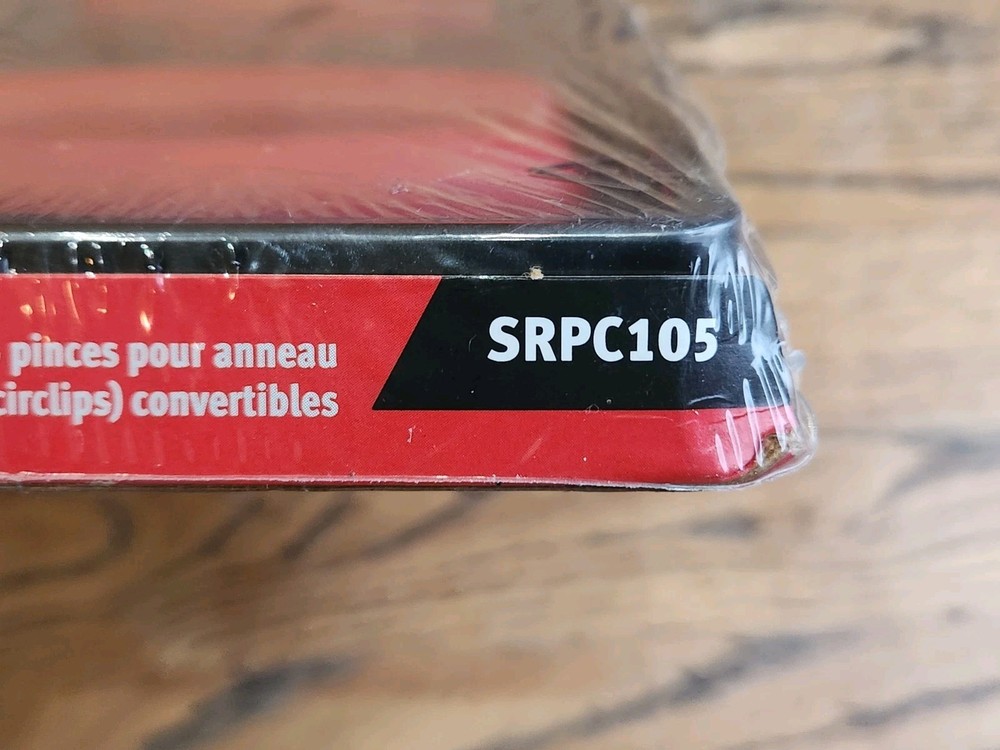 pinces pour anneau
circlips) convertibles
SRPC105